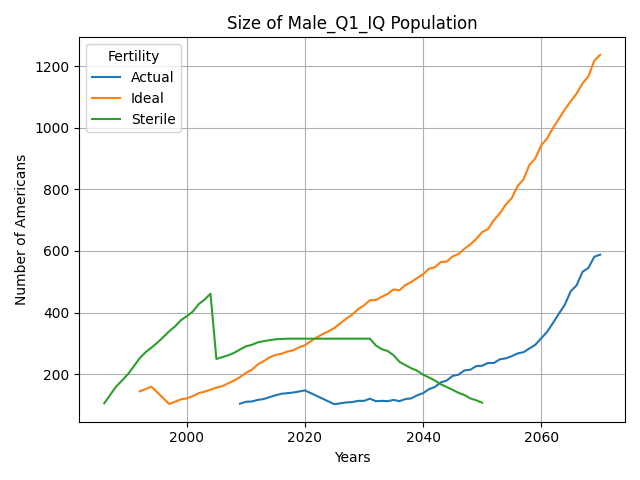 Size of Male_Q1_IQ Population
Fertility
Actual
Ideal
Sterile
Number of Americans
1200
1000
800
600
400
200
2000
2020
2040
2060
Years